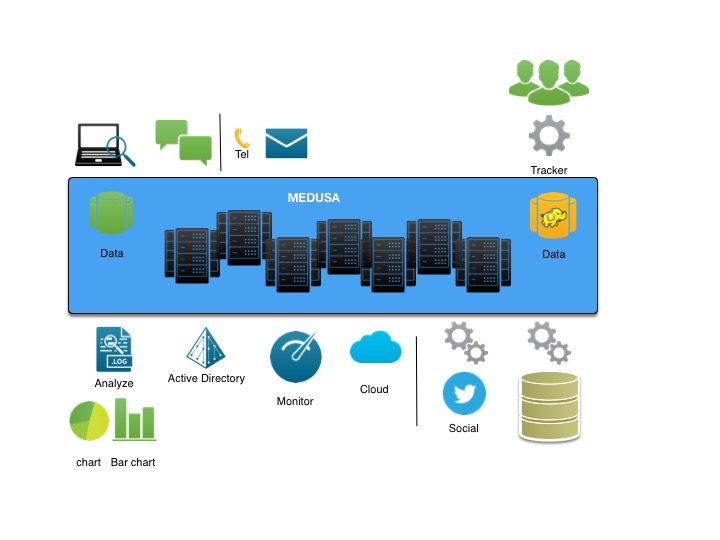 Tel
Tracker
MEDUSA
Data
Data
.LOG
Analyze
Active Directory
Monitor
Cloud
Social
chart Bar chart